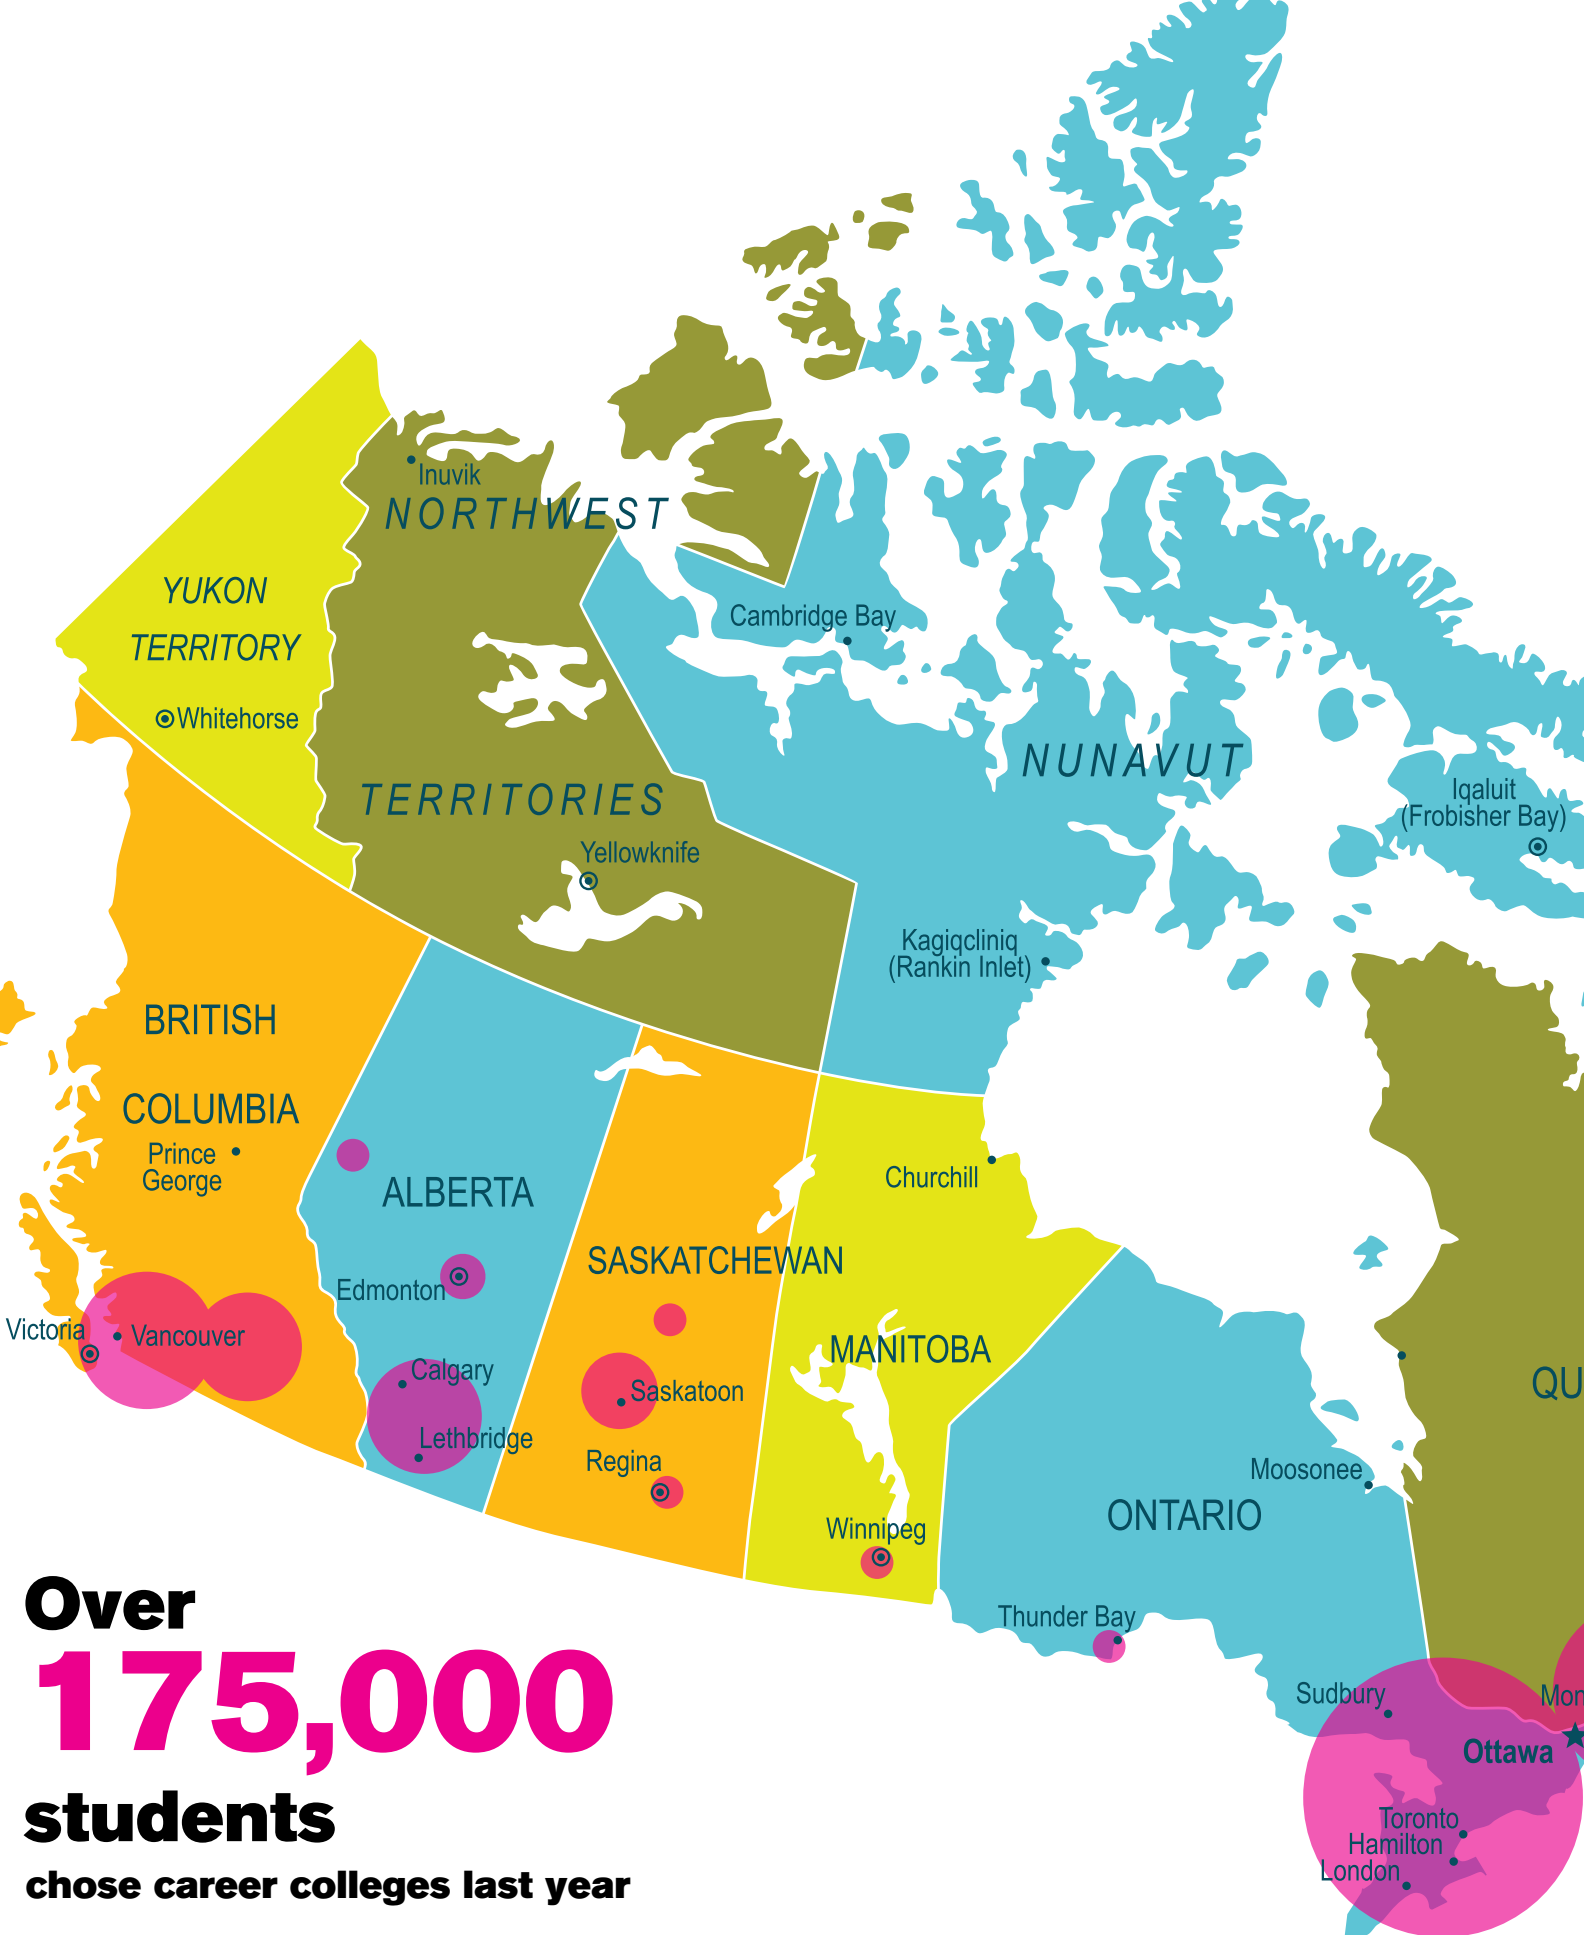 Inuvik
NORTHWEST
YUKON
TERRITORY
Cambridge Bay
Whitehorse
NUNAVUT
TERRITORIES
Iqaluit
(Frobisher Bay)
Yellowknife
Kagiqcliniq
(Rankin Inlet)
BRITISH
COLUMBIA
Prince
George
Churchill
ALBERTA
SASKATCHEWAN
Edmonton
Victoria
Vancouver
MANITOBA
Calgary
Saskatoon
QU
Lethbridge
Regina
Moosonee
ONTARIO
Winnipeg
Thunder Bay
Sudbury
Mon
Ottawa
Toronto
Hamilton
London
Over
175,000
students
chose career colleges last year